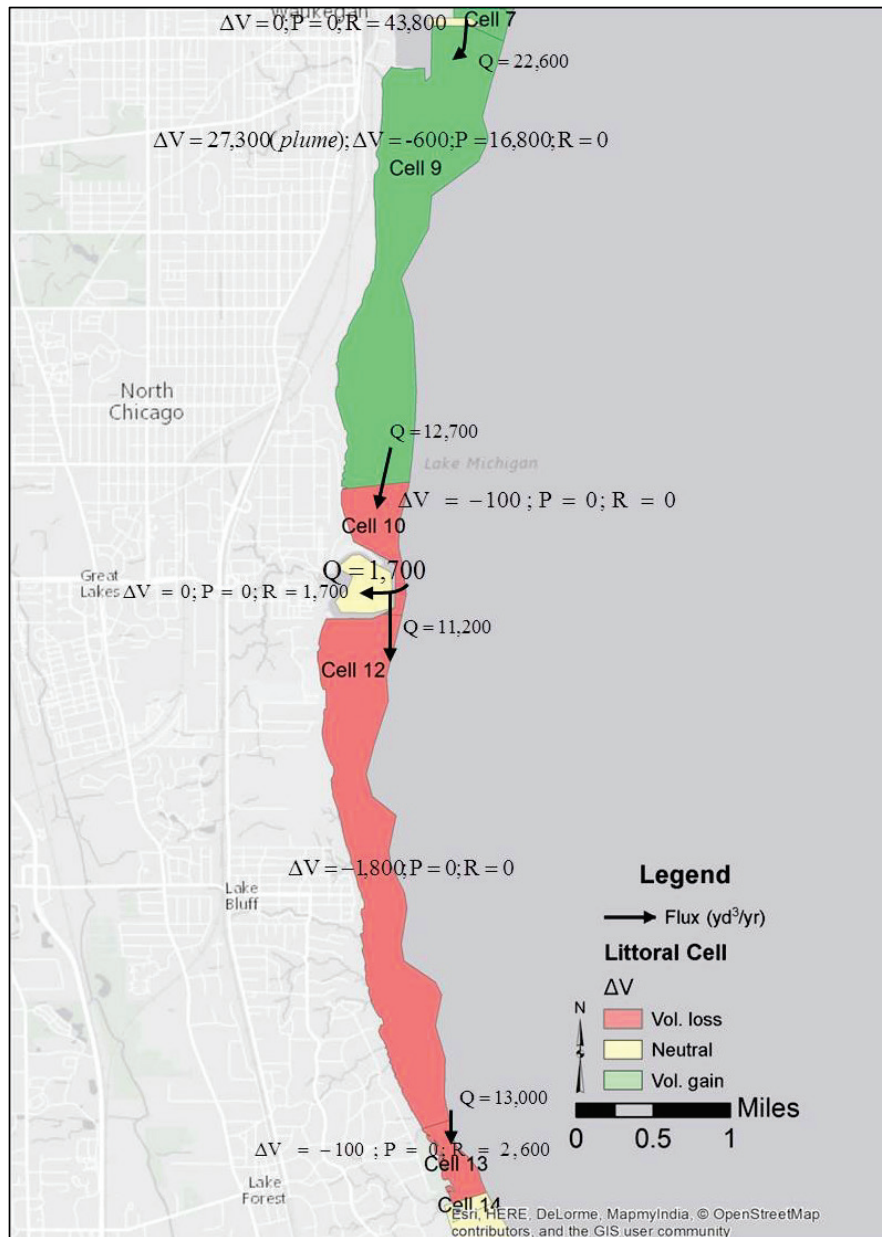 Waukegan
Cell 7
ΔV = 0; P = 0; R = 43,800
Q = 22,600
ΔV = 27,300(plume); ΔV = -600; P = 16,800; R = 0
Cell 9
North
Chicago
Q = 12,700
Lake Michigan
ΔV = −100 ; P = 0; R = 0
Cell 10
Q = 1,700
Great
Lakes
ΔV = 0; P = 0; R = 1,700
Q = 11,200
Cell 12
ΔV = −1,800; P = 0; R = 0
Lake
Bluff
Legend
Flux (yd³/yr)
Littoral Cell
ΔV
N
Vol. loss
Neutral
Vol. gain
Miles
0 0.5 1
Q = 13,000
ΔV = −100 ; P = 0; R = 2,600
Cell 13
Lake
Forest
Cell 14
Esri, HERE, DeLorme, MapmyIndia, © OpenStreetMap
contributors, and the GIS user community